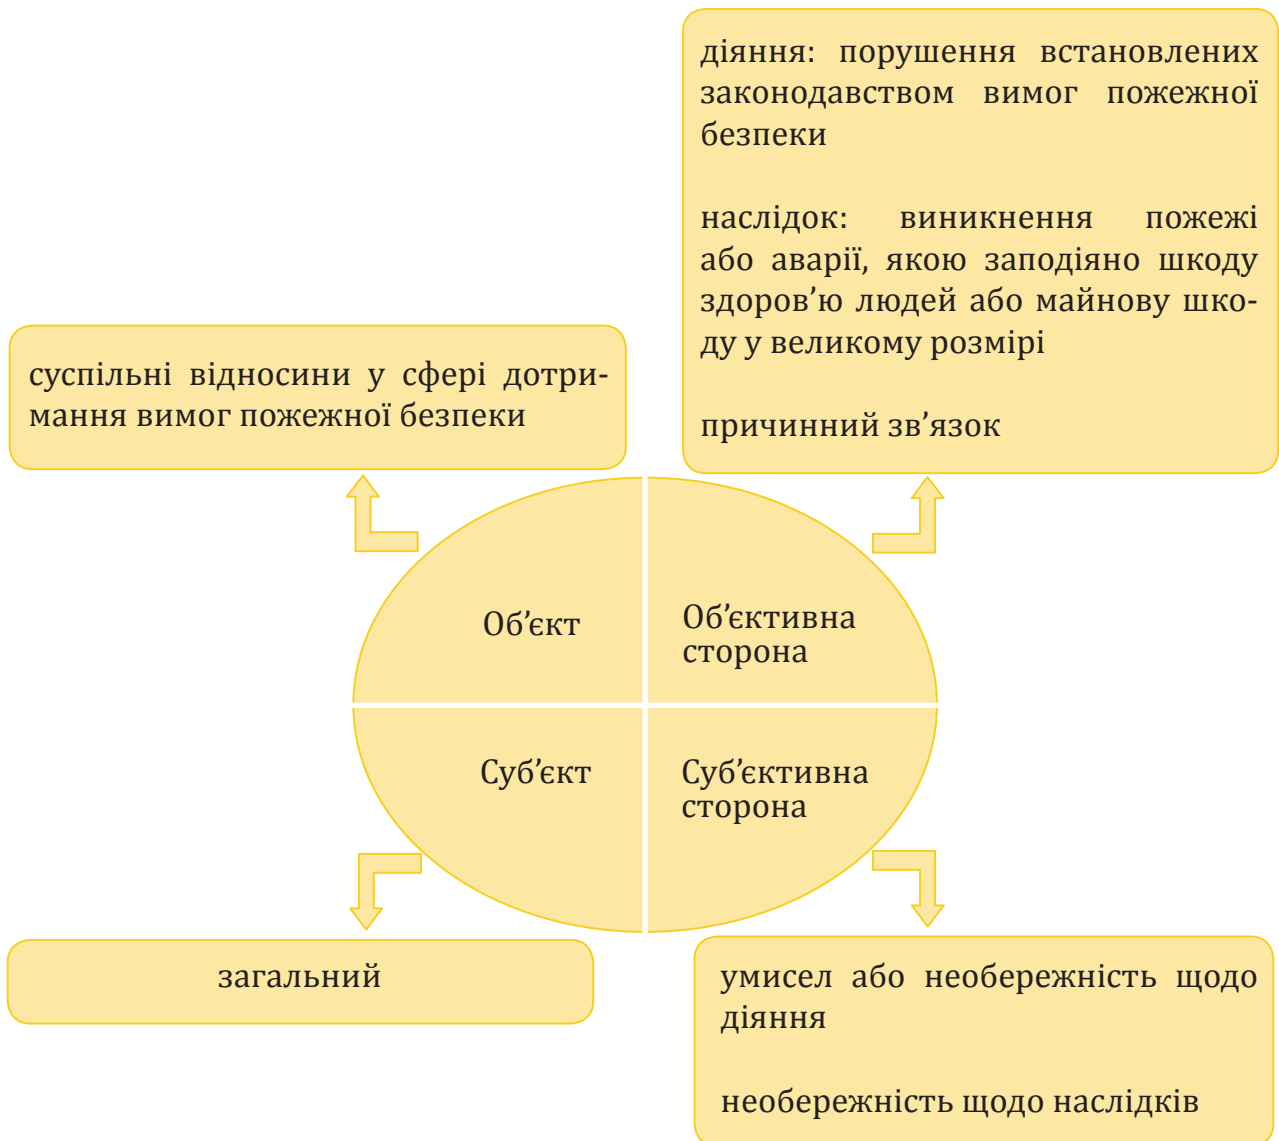 діяння: порушення встановлених
законодавством вимог пожежної
безпеки
наслідок: виникнення пожежі
або аварії, якою заподіяно шкоду
здоров’ю людей або майнову шко-
ду у великому розмірі
причинний зв’язок
суспільні відносини у сфері дотри-
мання вимог пожежної безпеки
Об’єкт
Об’єктивна
сторона
Суб’єкт
Суб’єктивна
сторона
загальний
умисел або необережність щодо
діяння
необережність щодо наслідків